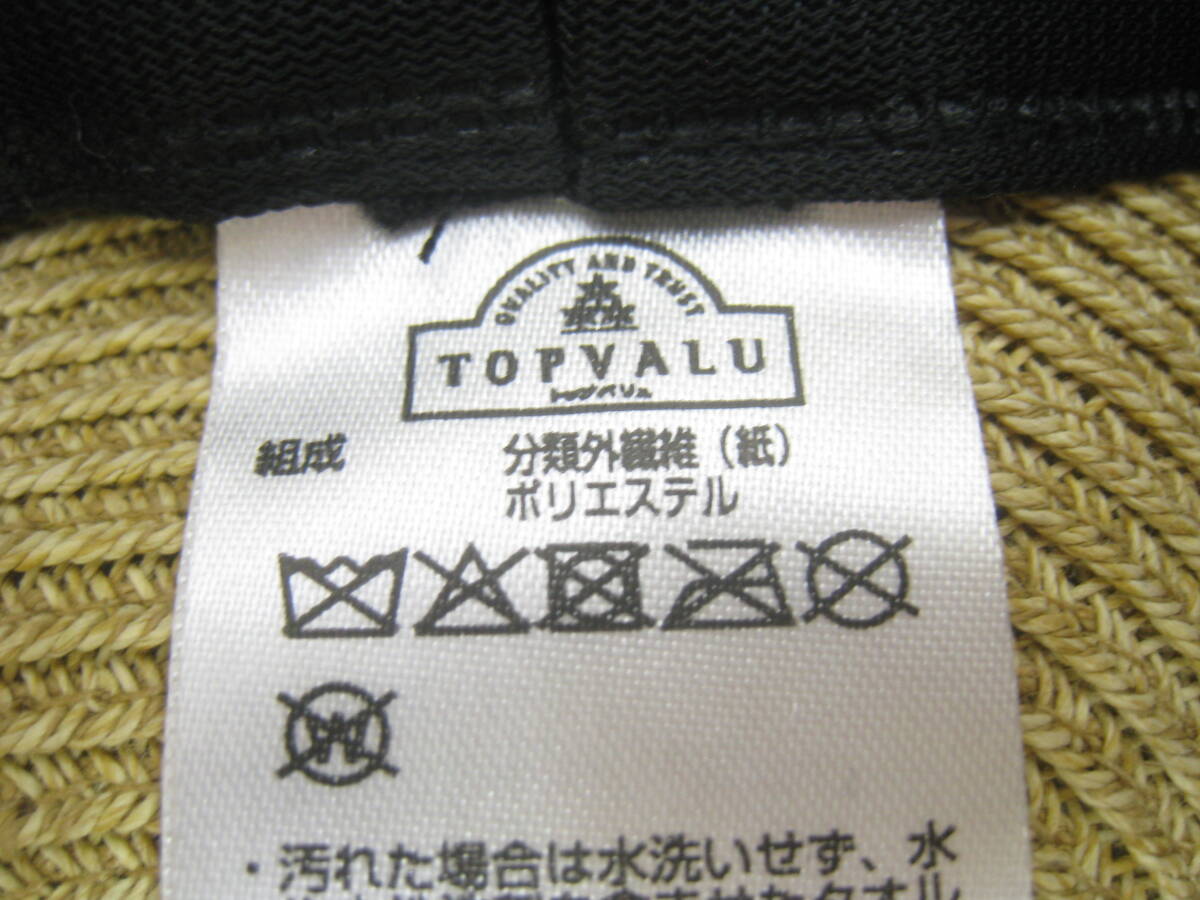 QUALITY AND TRUST
TOPVALU
トップバリュ
組成 分類外繊維（紙）
ポリエステル
W
・汚れた場合は水洗いせず、水